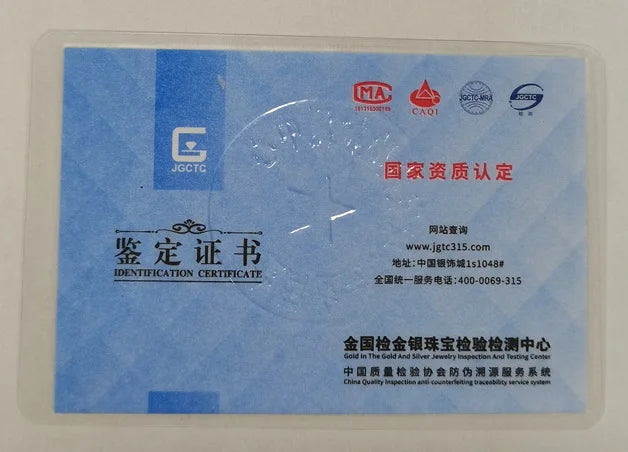 CMA
181316300169
CAQI
JGCTC-MRA
JGCTC
检测
JGCTC
国家资质认定
鉴定证书
IDENTIFICATION CERTIFICATE
网站查询
www.jgtc315.com
地址:中国银饰城1s1048#
全国统一服务电话:400-0069-315
金国检金银珠宝检验检测中心
Gold in The Gold And Silver Jewelry Inspection And Testing Center
中国质量检验协会防伪溯源服务系统
China Quality Inspection anti-counterfeiting traceability service system